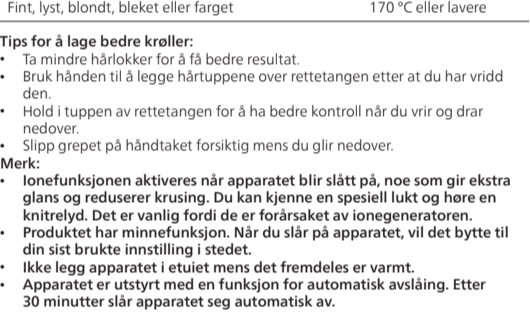 Fint, lyst, blondt, bleket eller farget 170 °C eller lavere
Tips for å lage bedre krøller:
• Ta mindre hårlokker for å få bedre resultat.
• Bruk hånden til å legge hårtuppene over rettetangen etter at du har vridd
den.
• Hold i tuppen av rettetangen for å ha bedre kontroll når du vrir og drar
nedover.
• Slipp grepet på håndtaket forsiktig mens du glir nedover.
Merk:
• Ionefunksjonen aktiveres når apparatet blir slått på, noe som gir ekstra
glans og reduserer krusing. Du kan kjenne en spesiell lukt og høre en
knitrelyd. Det er vanlig fordi de er forårsaket av ionegeneratoren.
• Produktet har minnefunksjon. Når du slår på apparatet, vil det bytte til
din sist brukte innstilling i stedet.
• Ikke legg apparatet i etuiet mens det fremdeles er varmt.
• Apparatet er utstyrt med en funksjon for automatisk avslåing. Etter
30 minutter slår apparatet seg automatisk av.